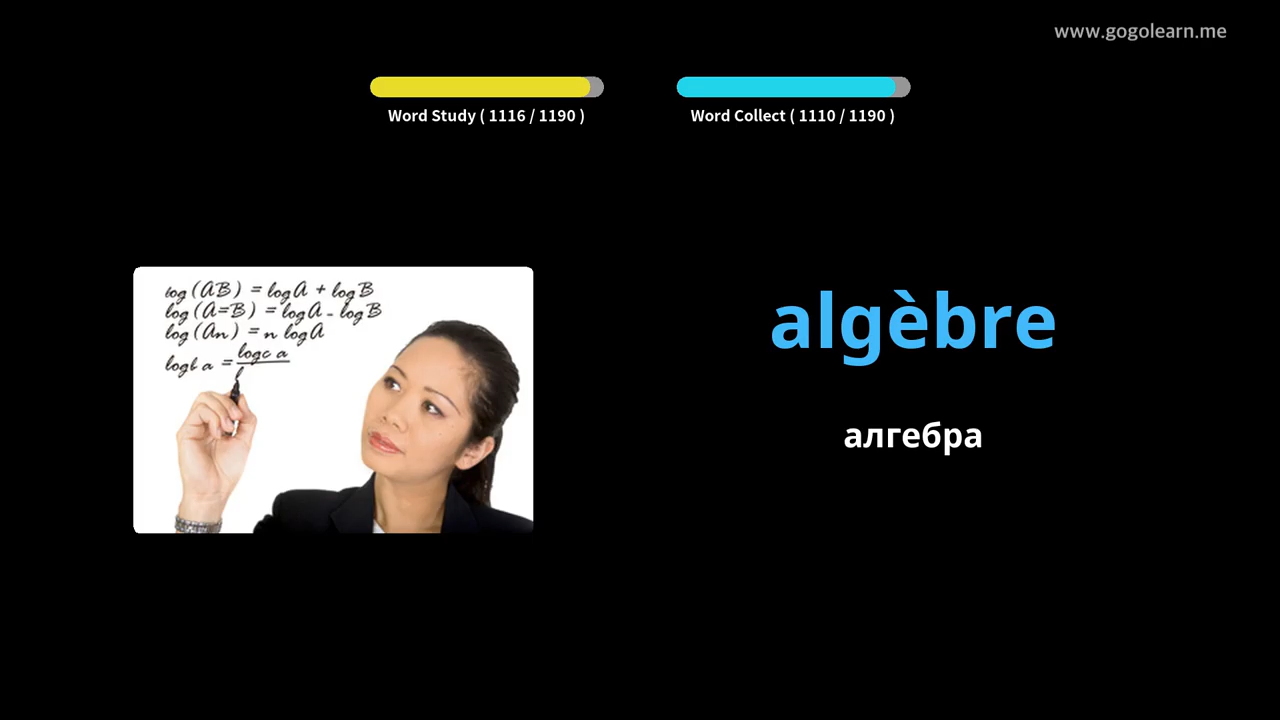 www.gogolearn.me
Word Study ( 1116 / 1190 )
Word Collect ( 1110 / 1190 )
log (AB) = log A + log B
log (A=B) = log A - log B
log (An) = n log A
logc a
logb a =
algèbre
алгебра